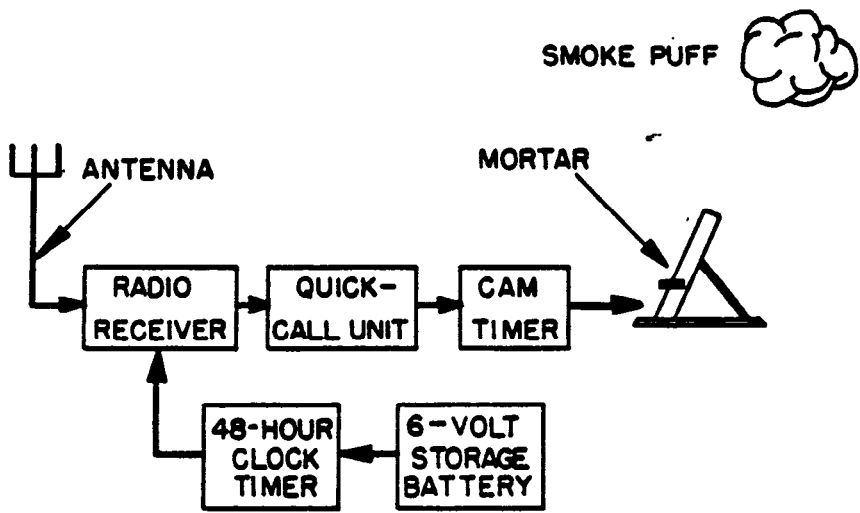 SMOKE PUFF
ANTENNA
MORTAR
RADIO
RECEIVER
QUICK-
CALL UNIT
CAM
TIMER
48-HOUR
CLOCK
TIMER
6-VOLT
STORAGE
BATTERY